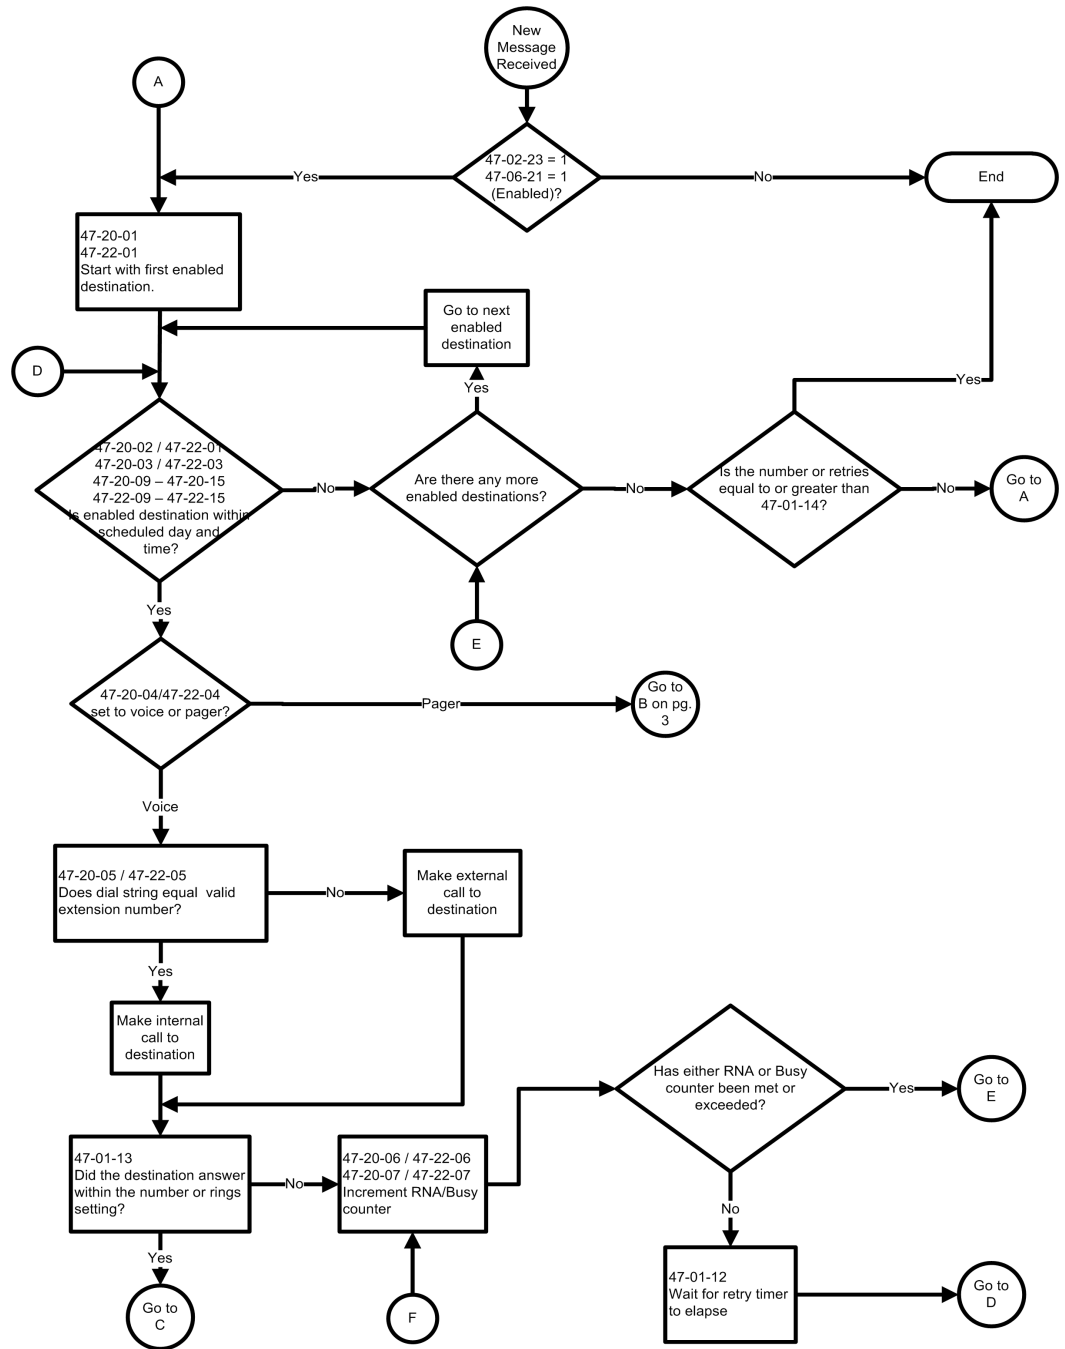 New
Message
Received
A
47-02-23 = 1
47-06-21 = 1
(Enabled)?
Yes
No
End
47-20-01
47-22-01
Start with first enabled
destination.
Go to next
enabled
destination
D
Yes
Yes
47-20-02 / 47-22-01
47-20-03 / 47-22-03
47-20-09 – 47-20-15
47-22-09 – 47-22-15
Is enabled destination within
scheduled day and
time?
No
Are there any more
enabled destinations?
No
Is the number or retries
equal to or greater than
47-01-14?
No
Go to
A
Yes
E
47-20-04/47-22-04
set to voice or pager?
Pager
Go to
B on pg.
3
Voice
47-20-05 / 47-22-05
Does dial string equal  valid
extension number?
No
Make external
call to
destination
Yes
Make internal
call to
destination
Has either RNA or Busy
counter been met or
exceeded?
Yes
Go to
E
47-01-13
Did the destination answer
within the number or rings
setting?
No
47-20-06 / 47-22-06
47-20-07 / 47-22-07
Increment RNA/Busy
counter
No
Yes
Go to
C
F
47-01-12
Wait for retry timer
to elapse
Go to
D